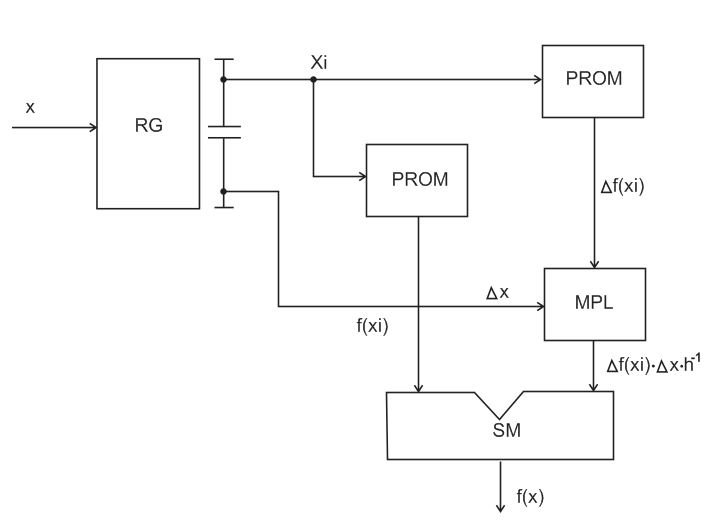 Xi
PROM
x
RG
PROM
Δf(xi)
Δx
MPL
f(xi)
Δf(xi)·Δx·h⁻¹
SM
f(x)